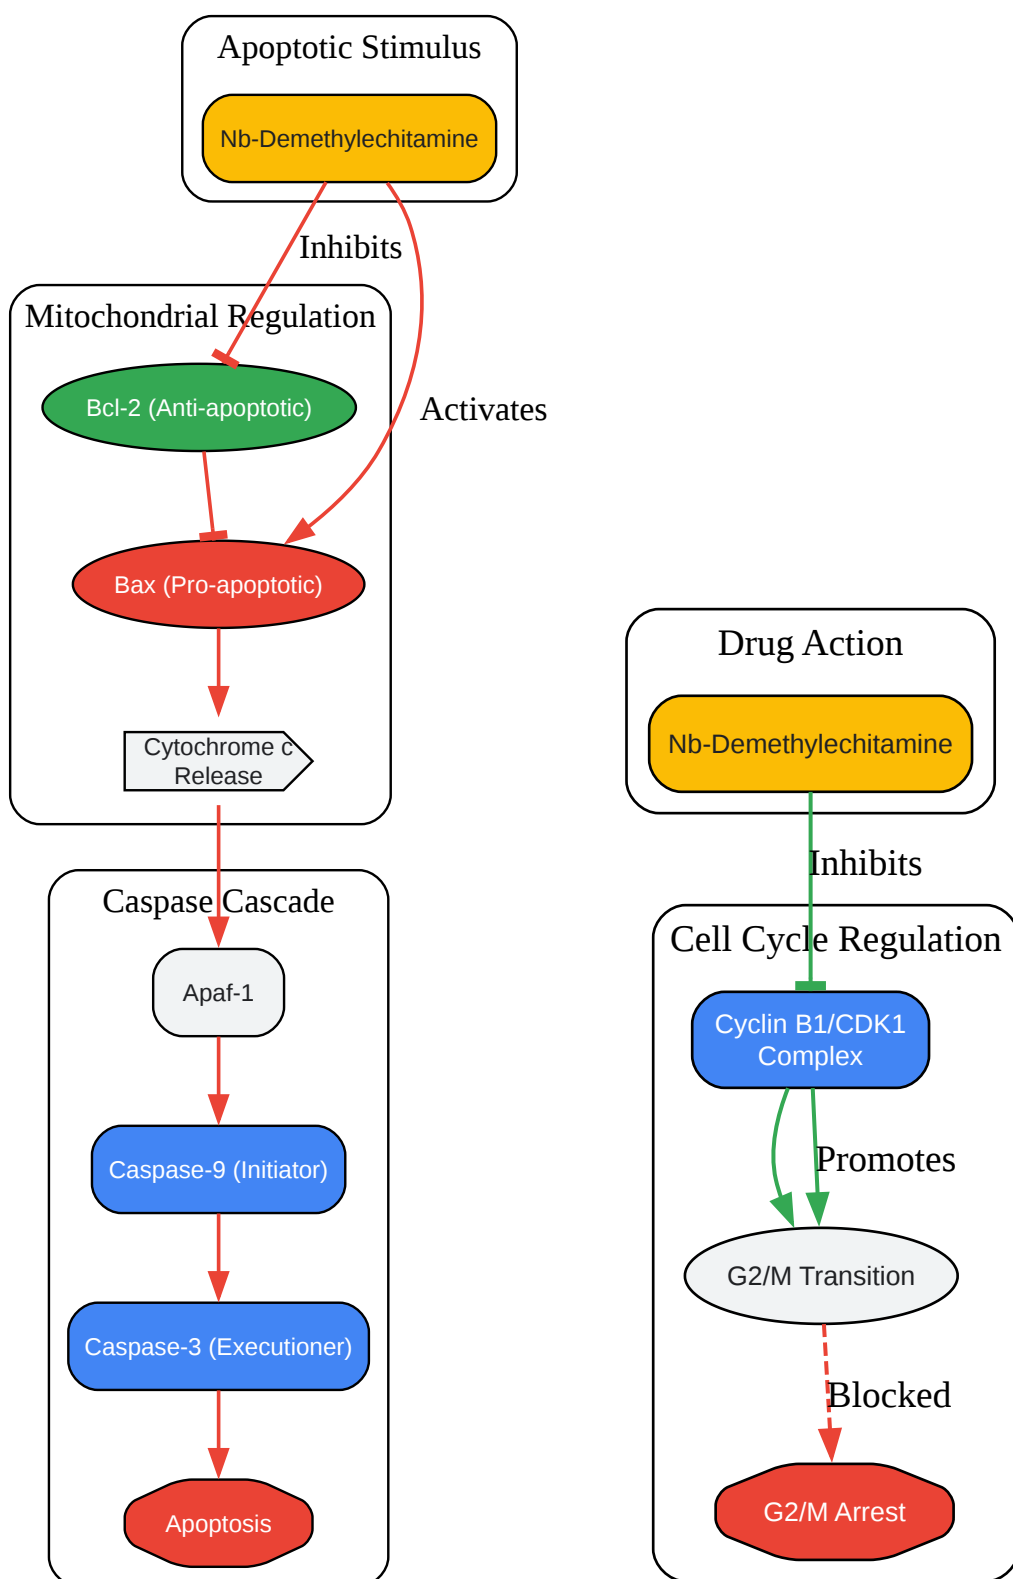 Apoptotic Stimulus
Nb-Demethylechitamine
Inhibits
Mitochondrial Regulation
Bcl-2 (Anti-apoptotic)
Activates
Bax (Pro-apoptotic)
Cytochrome c
Release
Caspase Cascade
Apaf-1
Caspase-9 (Initiator)
Caspase-3 (Executioner)
Apoptosis
Drug Action
Nb-Demethylechitamine
Inhibits
Cell Cycle Regulation
Cyclin B1/CDK1
Complex
Promotes
G2/M Transition
Blocked
G2/M Arrest